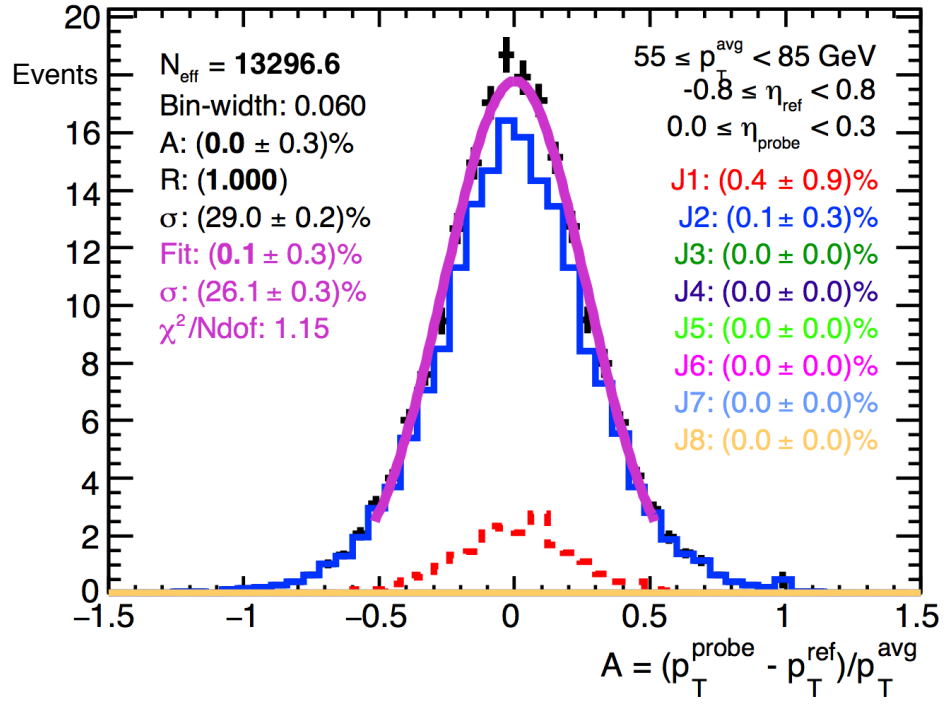 20
18
16
14
12
10
8
6
4
2
0
Events
N_eff = 13296.6
Bin-width: 0.060
A: (0.0 ± 0.3)%
R: (1.000)
σ: (29.0 ± 0.2)%
Fit: (0.1 ± 0.3)%
σ: (26.1 ± 0.3)%
χ²/Ndof: 1.15
55 ≤ p_T^avg < 85 GeV
-0.8 ≤ η_ref < 0.8
0.0 ≤ η_probe < 0.3
J1: (0.4 ± 0.9)%
J2: (0.1 ± 0.3)%
J3: (0.0 ± 0.0)%
J4: (0.0 ± 0.0)%
J5: (0.0 ± 0.0)%
J6: (0.0 ± 0.0)%
J7: (0.0 ± 0.0)%
J8: (0.0 ± 0.0)%
−1.5 −1.0 −0.5 0 0.5 1.0 1.5
A = (p_T^probe - p_T^ref)/p_T^avg